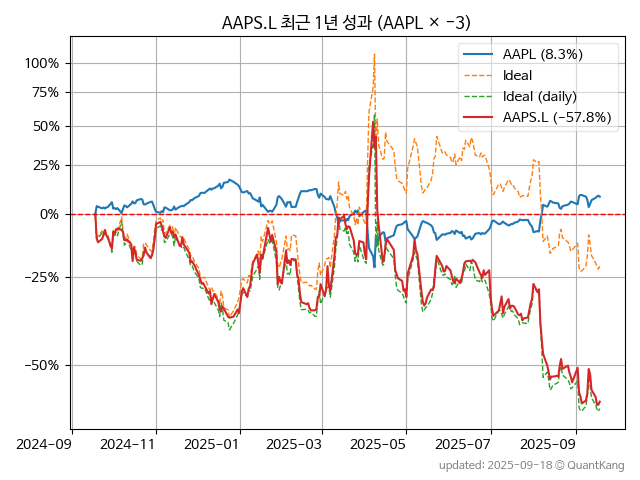 AAPS.L 최근 1년 성과 (AAPL × −3)
100%
75%
50%
25%
0%
−25%
−50%
AAPL (8.3%)
Ideal
Ideal (daily)
AAPS.L (−57.8%)
2024-09
2024-11
2025-01
2025-03
2025-05
2025-07
2025-09
updated: 2025-09-18 ⓒ QuantKang